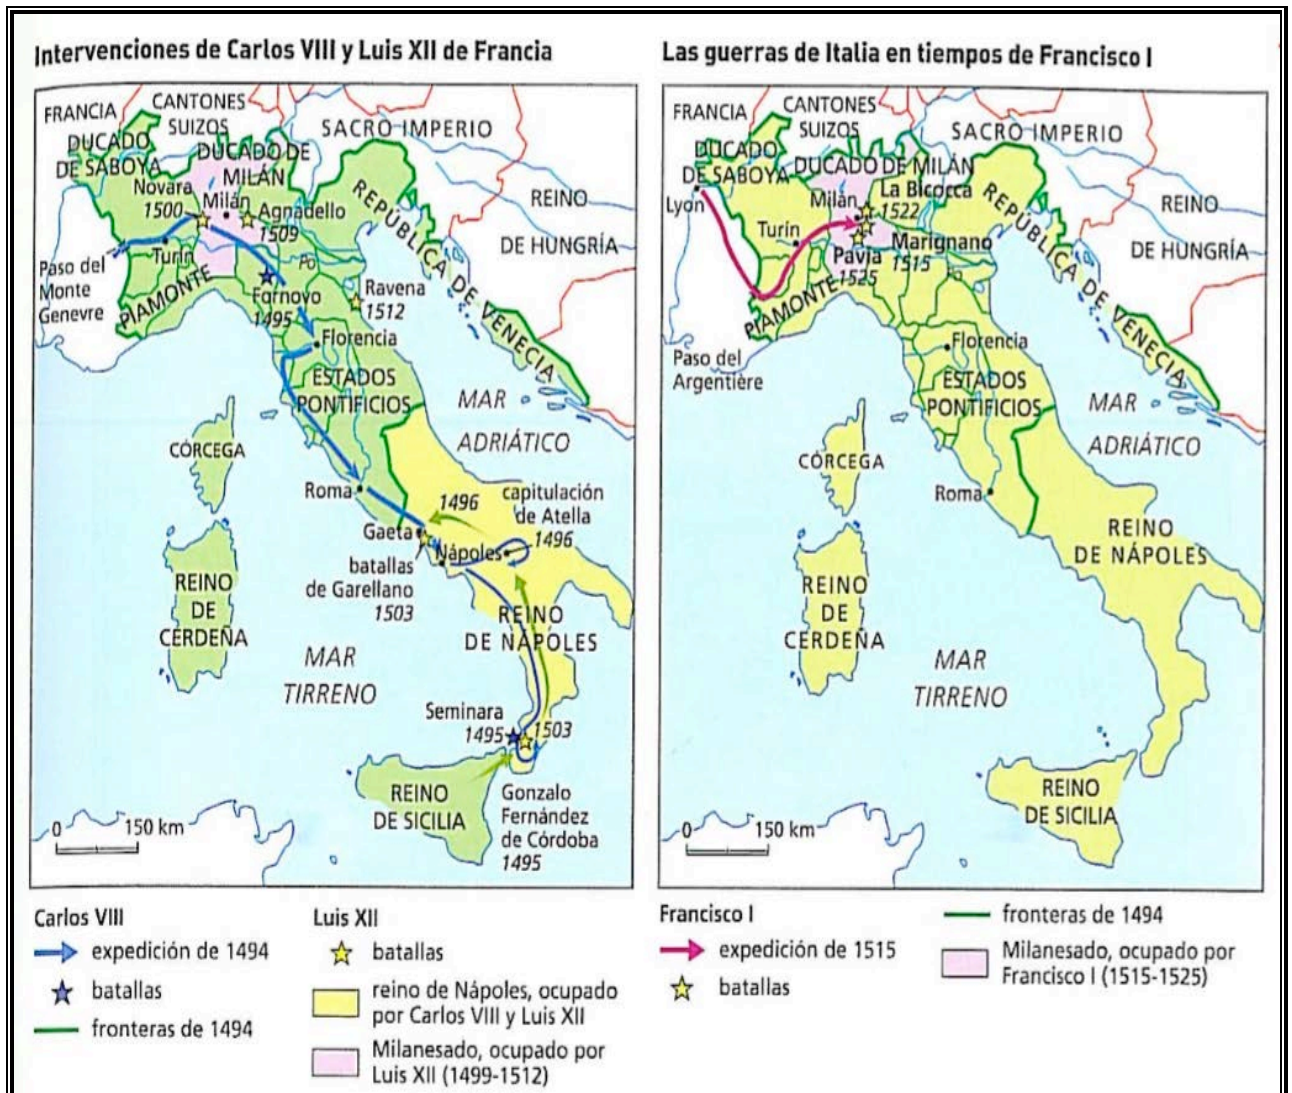 Intervenciones de Carlos VIII y Luis XII de Francia
FRANCIA
CANTONES
SUIZOS
SACRO IMPERIO
DUCADO
DE SABOYA
DUCADO DE
MILÁN
Novara
1500
Milán
Agnadello
1509
REPÚBLICA DE VENECIA
REINO
DE HUNGRÍA
Paso del
Monte
Genevre
Turín
PIAMONTE
Po
Fornovo
1495
Ravena
1512
Florencia
ESTADOS
PONTIFICIOS
MAR
ADRIÁTICO
CÓRCEGA
Roma
1496
capitulación
de Atella
1496
Gaeta
Nápoles
batallas
de Garellano
1503
REINO
DE
CERDEÑA
REINO
DE NÁPOLES
MAR
TIRRENO
Seminara
1495
1503
REINO
DE SICILIA
Gonzalo
Fernández
de Córdoba
1495
0 150 km
Carlos VIII
expedición de 1494
batallas
fronteras de 1494
Luis XII
batallas
reino de Nápoles, ocupado
por Carlos VIII y Luis XII
Milanesado, ocupado por
Luis XII (1499-1512)
Las guerras de Italia en tiempos de Francisco I
FRANCIA
CANTONES
SUIZOS
SACRO IMPERIO
DUCADO
DE SABOYA
DUCADO DE MILÁN
Lyon
Milán
La Bicocca
1522
REPÚBLICA DE VENECIA
REINO
DE HUNGRÍA
Turín
Pavía
1525
Marignano
1515
PIAMONTE
Paso del
Argentière
Florencia
ESTADOS
PONTIFICIOS
MAR
ADRIÁTICO
CÓRCEGA
Roma
REINO
DE NÁPOLES
REINO
DE
CERDEÑA
MAR
TIRRENO
REINO
DE SICILIA
0 150 km
Francisco I
expedición de 1515
batallas
fronteras de 1494
Milanesado, ocupado por
Francisco I (1515-1525)